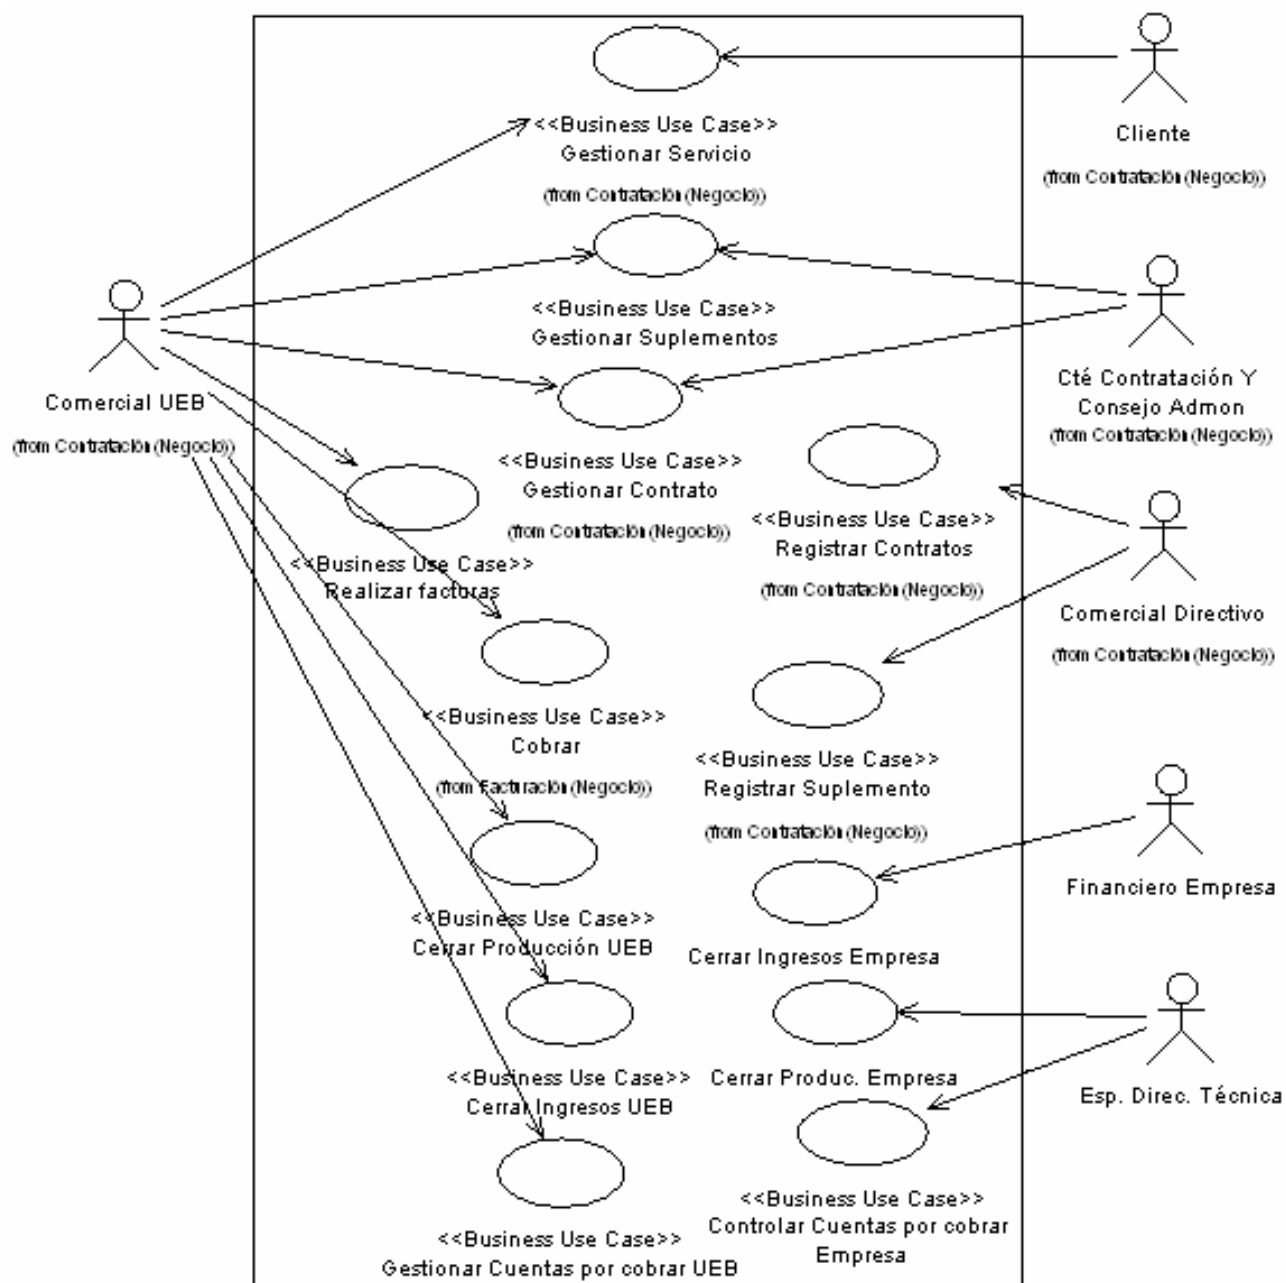 <<Business Use Case>>
Gestionar Servicio
(from Contratación (Negocio))
Cliente
(from Contratación (Negocio))
<<Business Use Case>>
Gestionar Suplementos
Comercial UEB
(from Contratación (Negocio))
Cté Contratación Y
Consejo Admon
(from Contratación (Negocio))
<<Business Use Case>>
Gestionar Contrato
(from Contratación (Negocio))
<<Business Use Case>>
Registrar Contratos
(from Contratación (Negocio))
<<Business Use Case>>
Realizar facturas
Comercial Directivo
(from Contratación (Negocio))
<<Business Use Case>>
Cobrar
(from Facturación (Negocio))
<<Business Use Case>>
Registrar Suplemento
(from Contratación (Negocio))
Financiero Empresa
<<Business Use Case>>
Cerrar Producción UEB
Cerrar Ingresos Empresa
<<Business Use Case>>
Cerrar Ingresos UEB
Cerrar Produc. Empresa
Esp. Direc. Técnica
<<Business Use Case>>
Controlar Cuentas por cobrar
Empresa
<<Business Use Case>>
Gestionar Cuentas por cobrar UEB